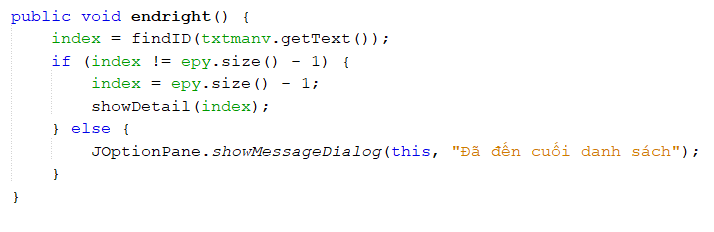 public void endright() {
    index = findID(txtmanv.getText());
    if (index != epy.size() - 1) {
        index = epy.size() - 1;
        showDetail(index);
    } else {
        JOptionPane.showMessageDialog(this, "Đã đến cuối danh sách");
    }
}